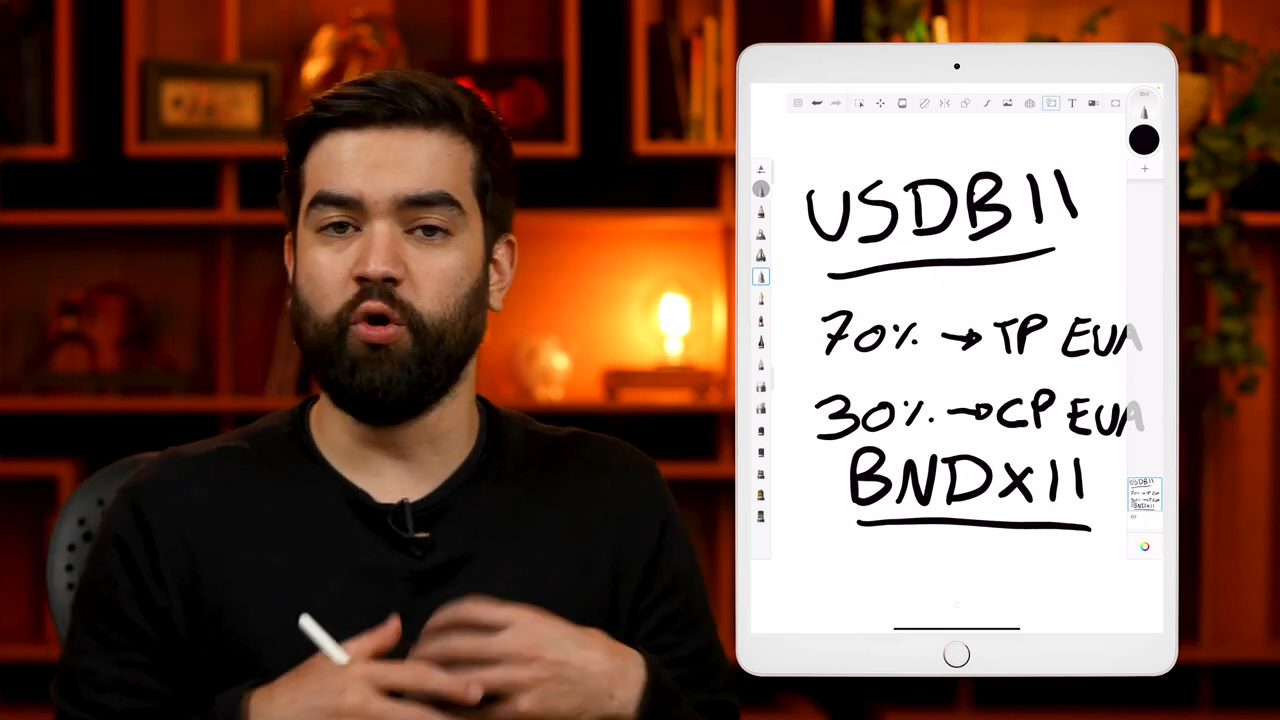 USDB11
70% → TP EUA
30% → CP EUA
BNDX11